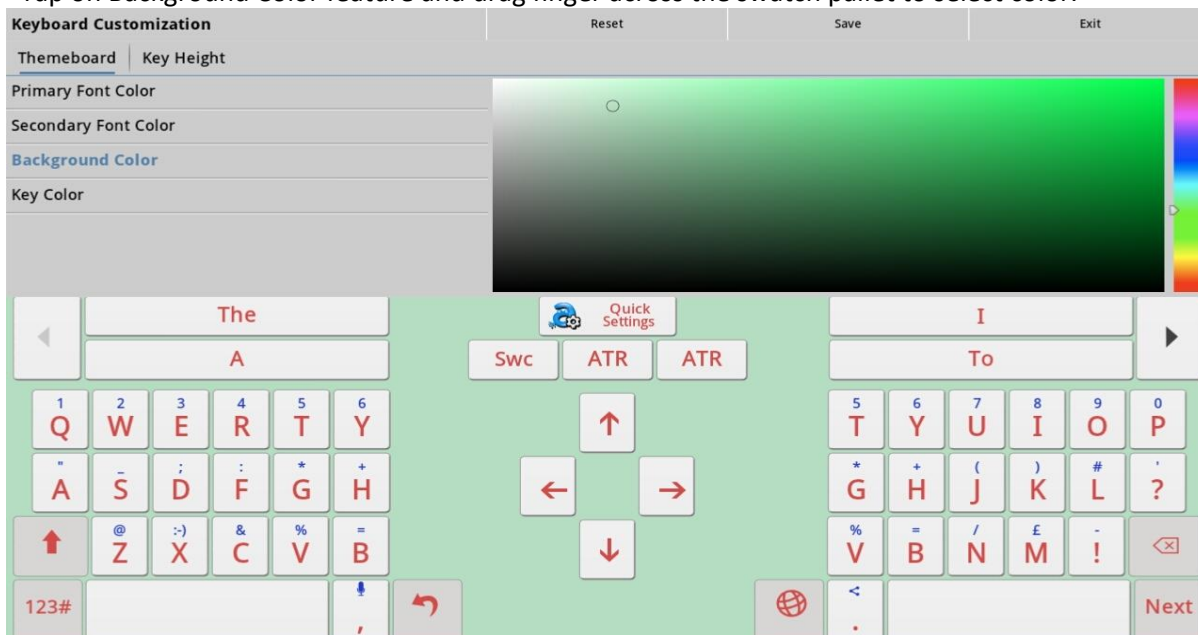 Tap on Background Color feature and drag finger across the swatch pallet to select color.
Keyboard Customization Reset Save Exit
Themeboard Key Height
Primary Font Color
Secondary Font Color
Background Color
Key Color
The Quick Settings I
A Swc ATR ATR To
1 2 3 4 5 6 5 6 7 8 9 0
Q W E R T Y T Y U I O P
" _ ; : * + * + ( ) # '
A S D F G H G H J K L ?
@ :-) & % = % = / £ -
Z X C V B V B N M !
123# , . Next